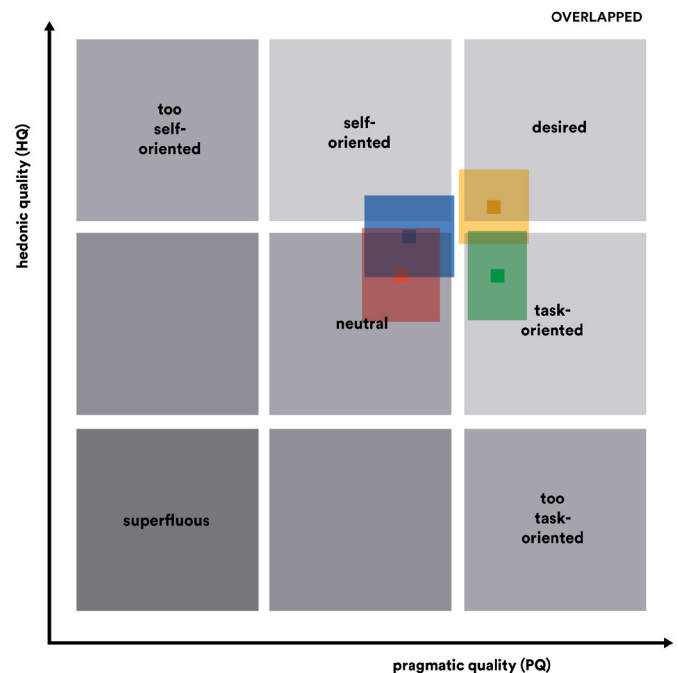 OVERLAPPED
hedonic quality (HQ)
too
self-
oriented
self-
oriented
desired
neutral
task-
oriented
superfluous
too
task-
oriented
pragmatic quality (PQ)